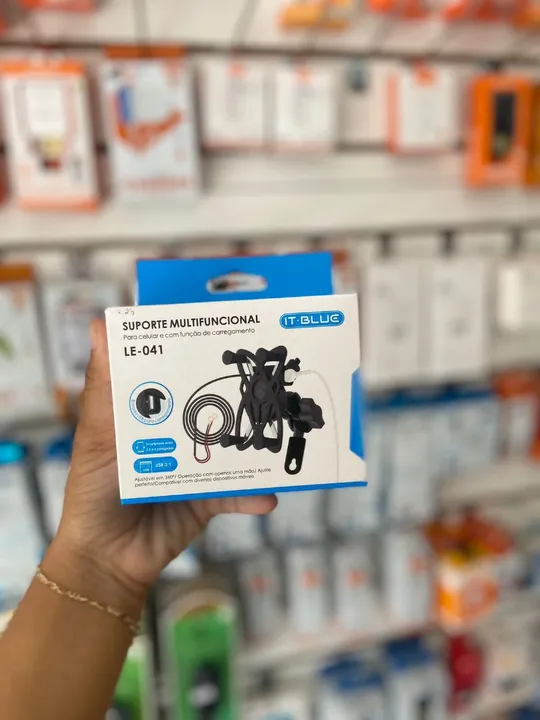 SUPORTE MULTIFUNCIONAL
IT·BLUE
Para celular e com função de carregamento
LE-041
USB 2.1
Ajustável em 360°/ Operação com apenas uma mão/ Ajuste
perfeito/Compatível com diversos dispositivos móveis